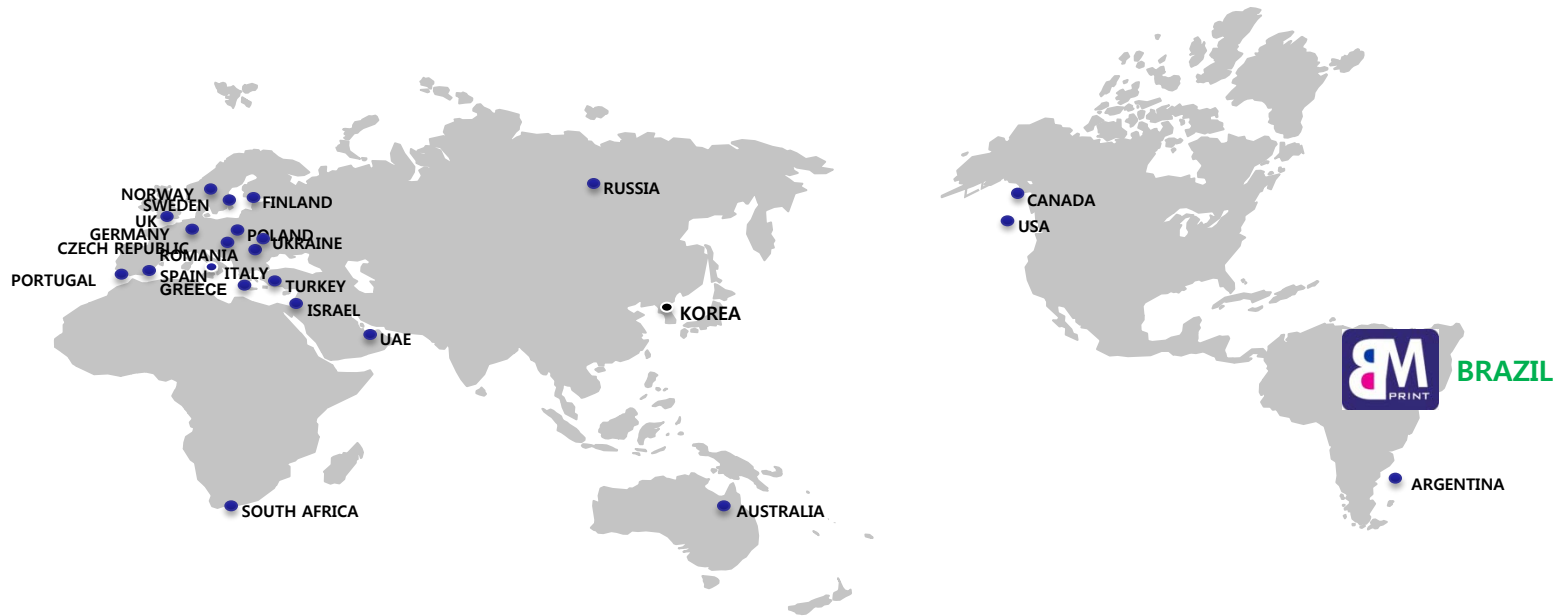 NORWAY
SWEDEN
FINLAND
UK
GERMANY
POLAND
CZECH REPUBLIC
UKRAINE
ROMANIA
PORTUGAL
SPAIN
ITALY
GREECE
TURKEY
ISRAEL
UAE
RUSSIA
KOREA
SOUTH AFRICA
AUSTRALIA
CANADA
USA
BM
PRINT
BRAZIL
ARGENTINA